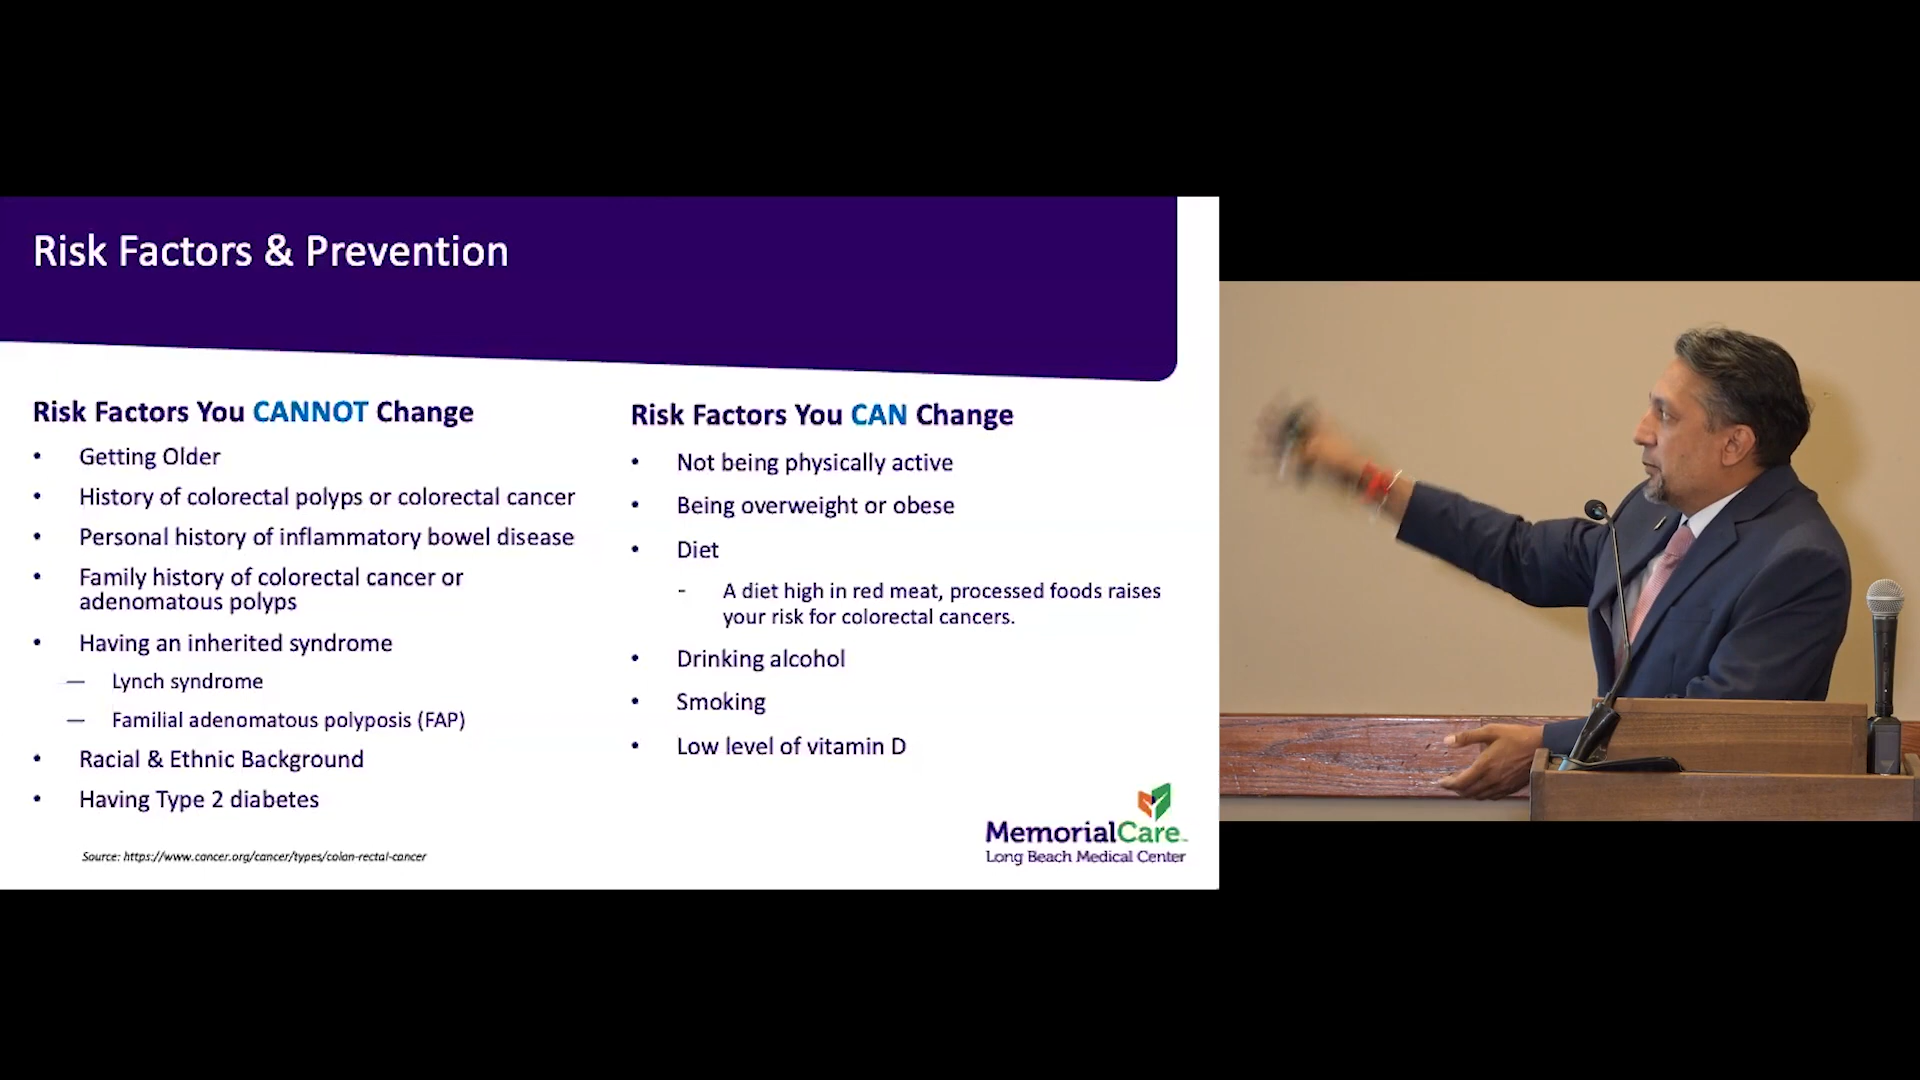 Risk Factors & Prevention
Risk Factors You CANNOT Change
• Getting Older
• History of colorectal polyps or colorectal cancer
• Personal history of inflammatory bowel disease
• Family history of colorectal cancer or
adenomatous polyps
• Having an inherited syndrome
— Lynch syndrome
— Familial adenomatous polyposis (FAP)
• Racial & Ethnic Background
• Having Type 2 diabetes
Source: https://www.cancer.org/cancer/types/colon-rectal-cancer
Risk Factors You CAN Change
• Not being physically active
• Being overweight or obese
• Diet
- A diet high in red meat, processed foods raises
your risk for colorectal cancers.
• Drinking alcohol
• Smoking
• Low level of vitamin D
MemorialCare™
Long Beach Medical Center